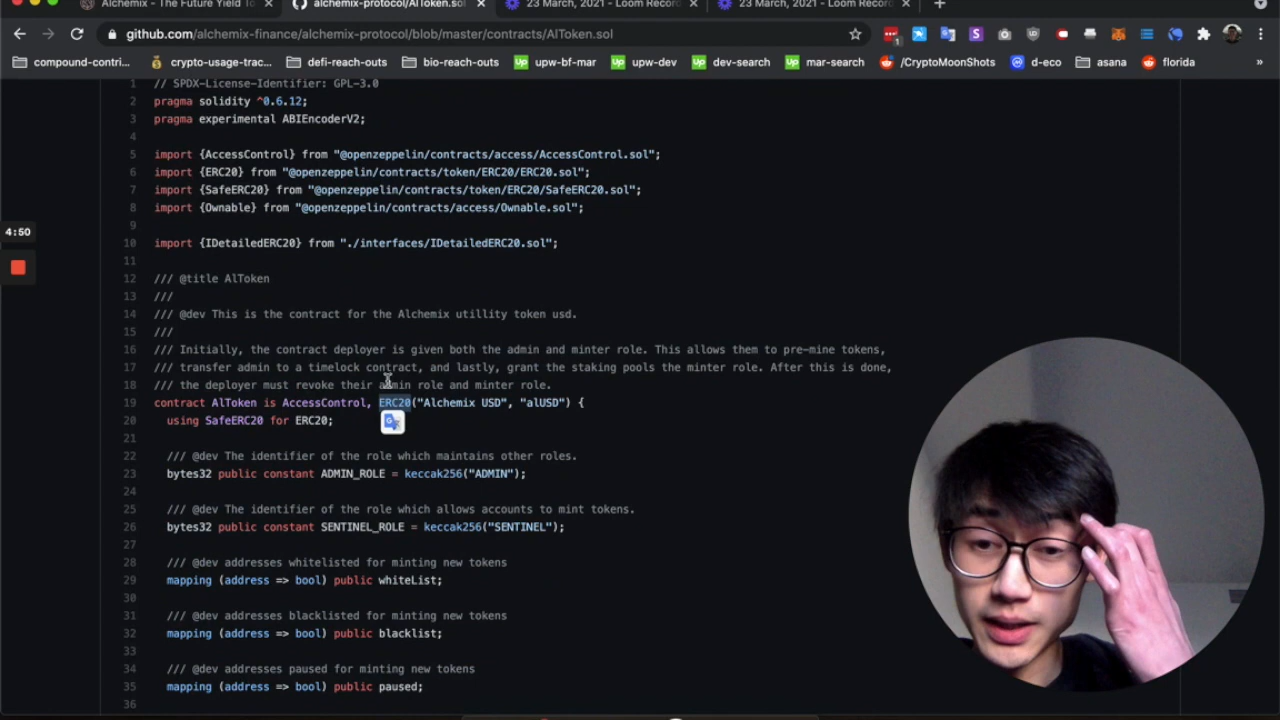 Alchemix - The Future Yield To
alchemix-protocol/AlToken.sol
23 March, 2021 - Loom Record
23 March, 2021 - Loom Record
github.com/alchemix-finance/alchemix-protocol/blob/master/contracts/AlToken.sol
compound-contri...
crypto-usage-trac...
defi-reach-outs
bio-reach-outs
upw-bf-mar
upw-dev
dev-search
mar-search
/CryptoMoonShots
d-eco
asana
florida
»
1 // SPDX-License-Identifier: GPL-3.0
2 pragma solidity ^0.6.12;
3 pragma experimental ABIEncoderV2;
4
5 import {AccessControl} from "@openzeppelin/contracts/access/AccessControl.sol";
6 import {ERC20} from "@openzeppelin/contracts/token/ERC20/ERC20.sol";
7 import {SafeERC20} from "@openzeppelin/contracts/token/ERC20/SafeERC20.sol";
8 import {Ownable} from "@openzeppelin/contracts/access/Ownable.sol";
9
10 import {IDetailedERC20} from "./interfaces/IDetailedERC20.sol";
11
12 /// @title AlToken
13 ///
14 /// @dev This is the contract for the Alchemix utillity token usd.
15 ///
16 /// Initially, the contract deployer is given both the admin and minter role. This allows them to pre-mine tokens,
17 /// transfer admin to a timelock contract, and lastly, grant the staking pools the minter role. After this is done,
18 /// the deployer must revoke their admin role and minter role.
19 contract AlToken is AccessControl, ERC20("Alchemix USD", "alUSD") {
20 using SafeERC20 for ERC20;
21
22 /// @dev The identifier of the role which maintains other roles.
23 bytes32 public constant ADMIN_ROLE = keccak256("ADMIN");
24
25 /// @dev The identifier of the role which allows accounts to mint tokens.
26 bytes32 public constant SENTINEL_ROLE = keccak256("SENTINEL");
27
28 /// @dev addresses whitelisted for minting new tokens
29 mapping (address => bool) public whiteList;
30
31 /// @dev addresses blacklisted for minting new tokens
32 mapping (address => bool) public blacklist;
33
34 /// @dev addresses paused for minting new tokens
35 mapping (address => bool) public paused;
36
4:50